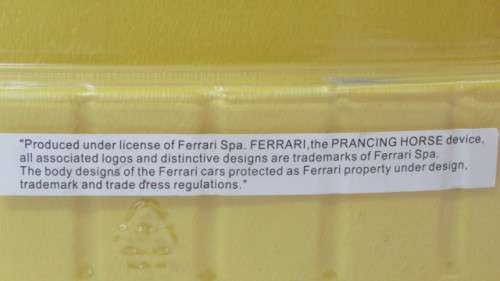 "Produced under license of Ferrari Spa. FERRARI,the PRANCING HORSE device,
all associated logos and distinctive designs are trademarks of Ferrari Spa.
The body designs of the Ferrari cars protected as Ferrari property under design,
trademark and trade dress regulations."